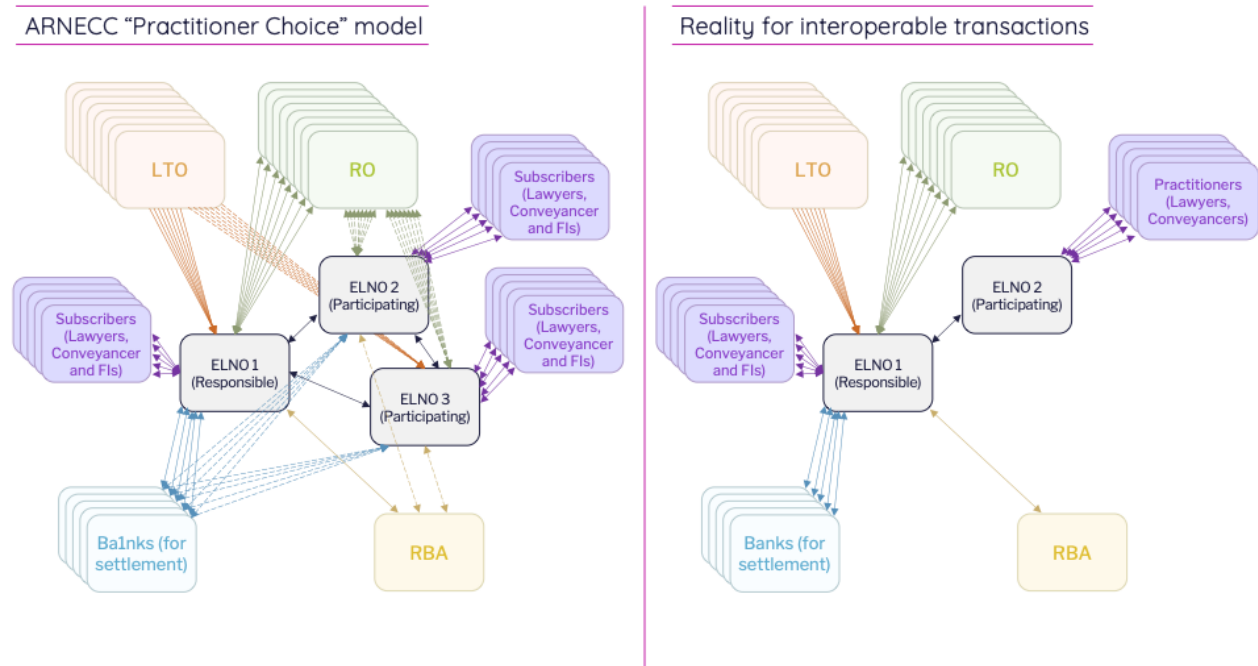 ARNECC “Practitioner Choice” model
LTO
RO
Subscribers
(Lawyers,
Conveyancer
and FIs)
ELNO 2
(Participating)
Subscribers
(Lawyers,
Conveyancer
and FIs)
Subscribers
(Lawyers,
Conveyancer
and FIs)
ELNO 1
(Responsible)
ELNO 3
(Participating)
Ba1nks (for
settlement)
RBA
Reality for interoperable transactions
LTO
RO
Practitioners
(Lawyers,
Conveyancers)
ELNO 2
(Participating)
Subscribers
(Lawyers,
Conveyancer
and FIs)
ELNO 1
(Responsible)
Banks (for
settlement)
RBA